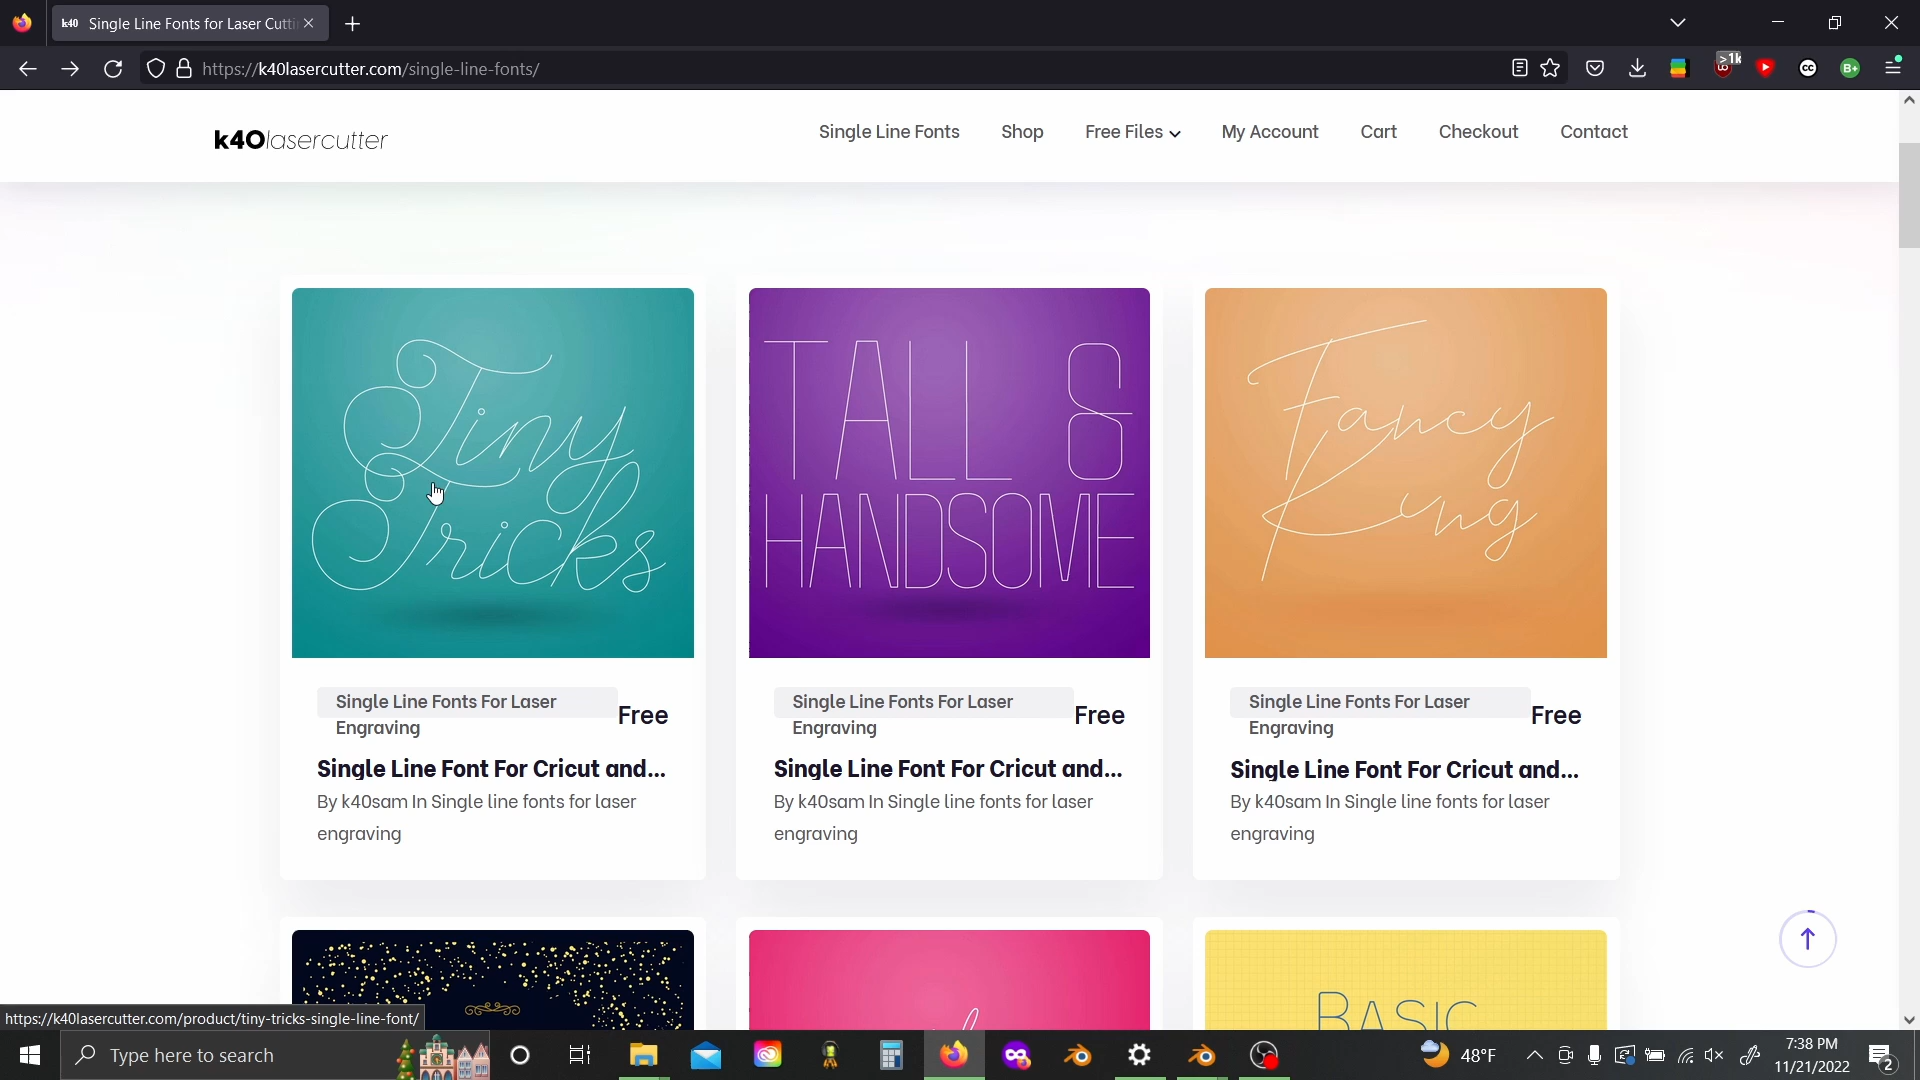 k40 Single Line Fonts for Laser Cutti
https://k40lasercutter.com/single-line-fonts/
>1k
CC
B+
k40lasercutter
Single Line Fonts
Shop
Free Files
My Account
Cart
Checkout
Contact
Tiny
Tricks
TALL &
HANDSOME
Fancy
King
Single Line Fonts For Laser
Engraving
Free
Single Line Font For Cricut and...
By k40sam In Single line fonts for laser
engraving
Single Line Fonts For Laser
Engraving
Free
Single Line Font For Cricut and...
By k40sam In Single line fonts for laser
engraving
Single Line Fonts For Laser
Engraving
Free
Single Line Font For Cricut and...
By k40sam In Single line fonts for laser
engraving
BASIC
https://k40lasercutter.com/product/tiny-tricks-single-line-font/
Type here to search
48°F
7:38 PM
11/21/2022
2